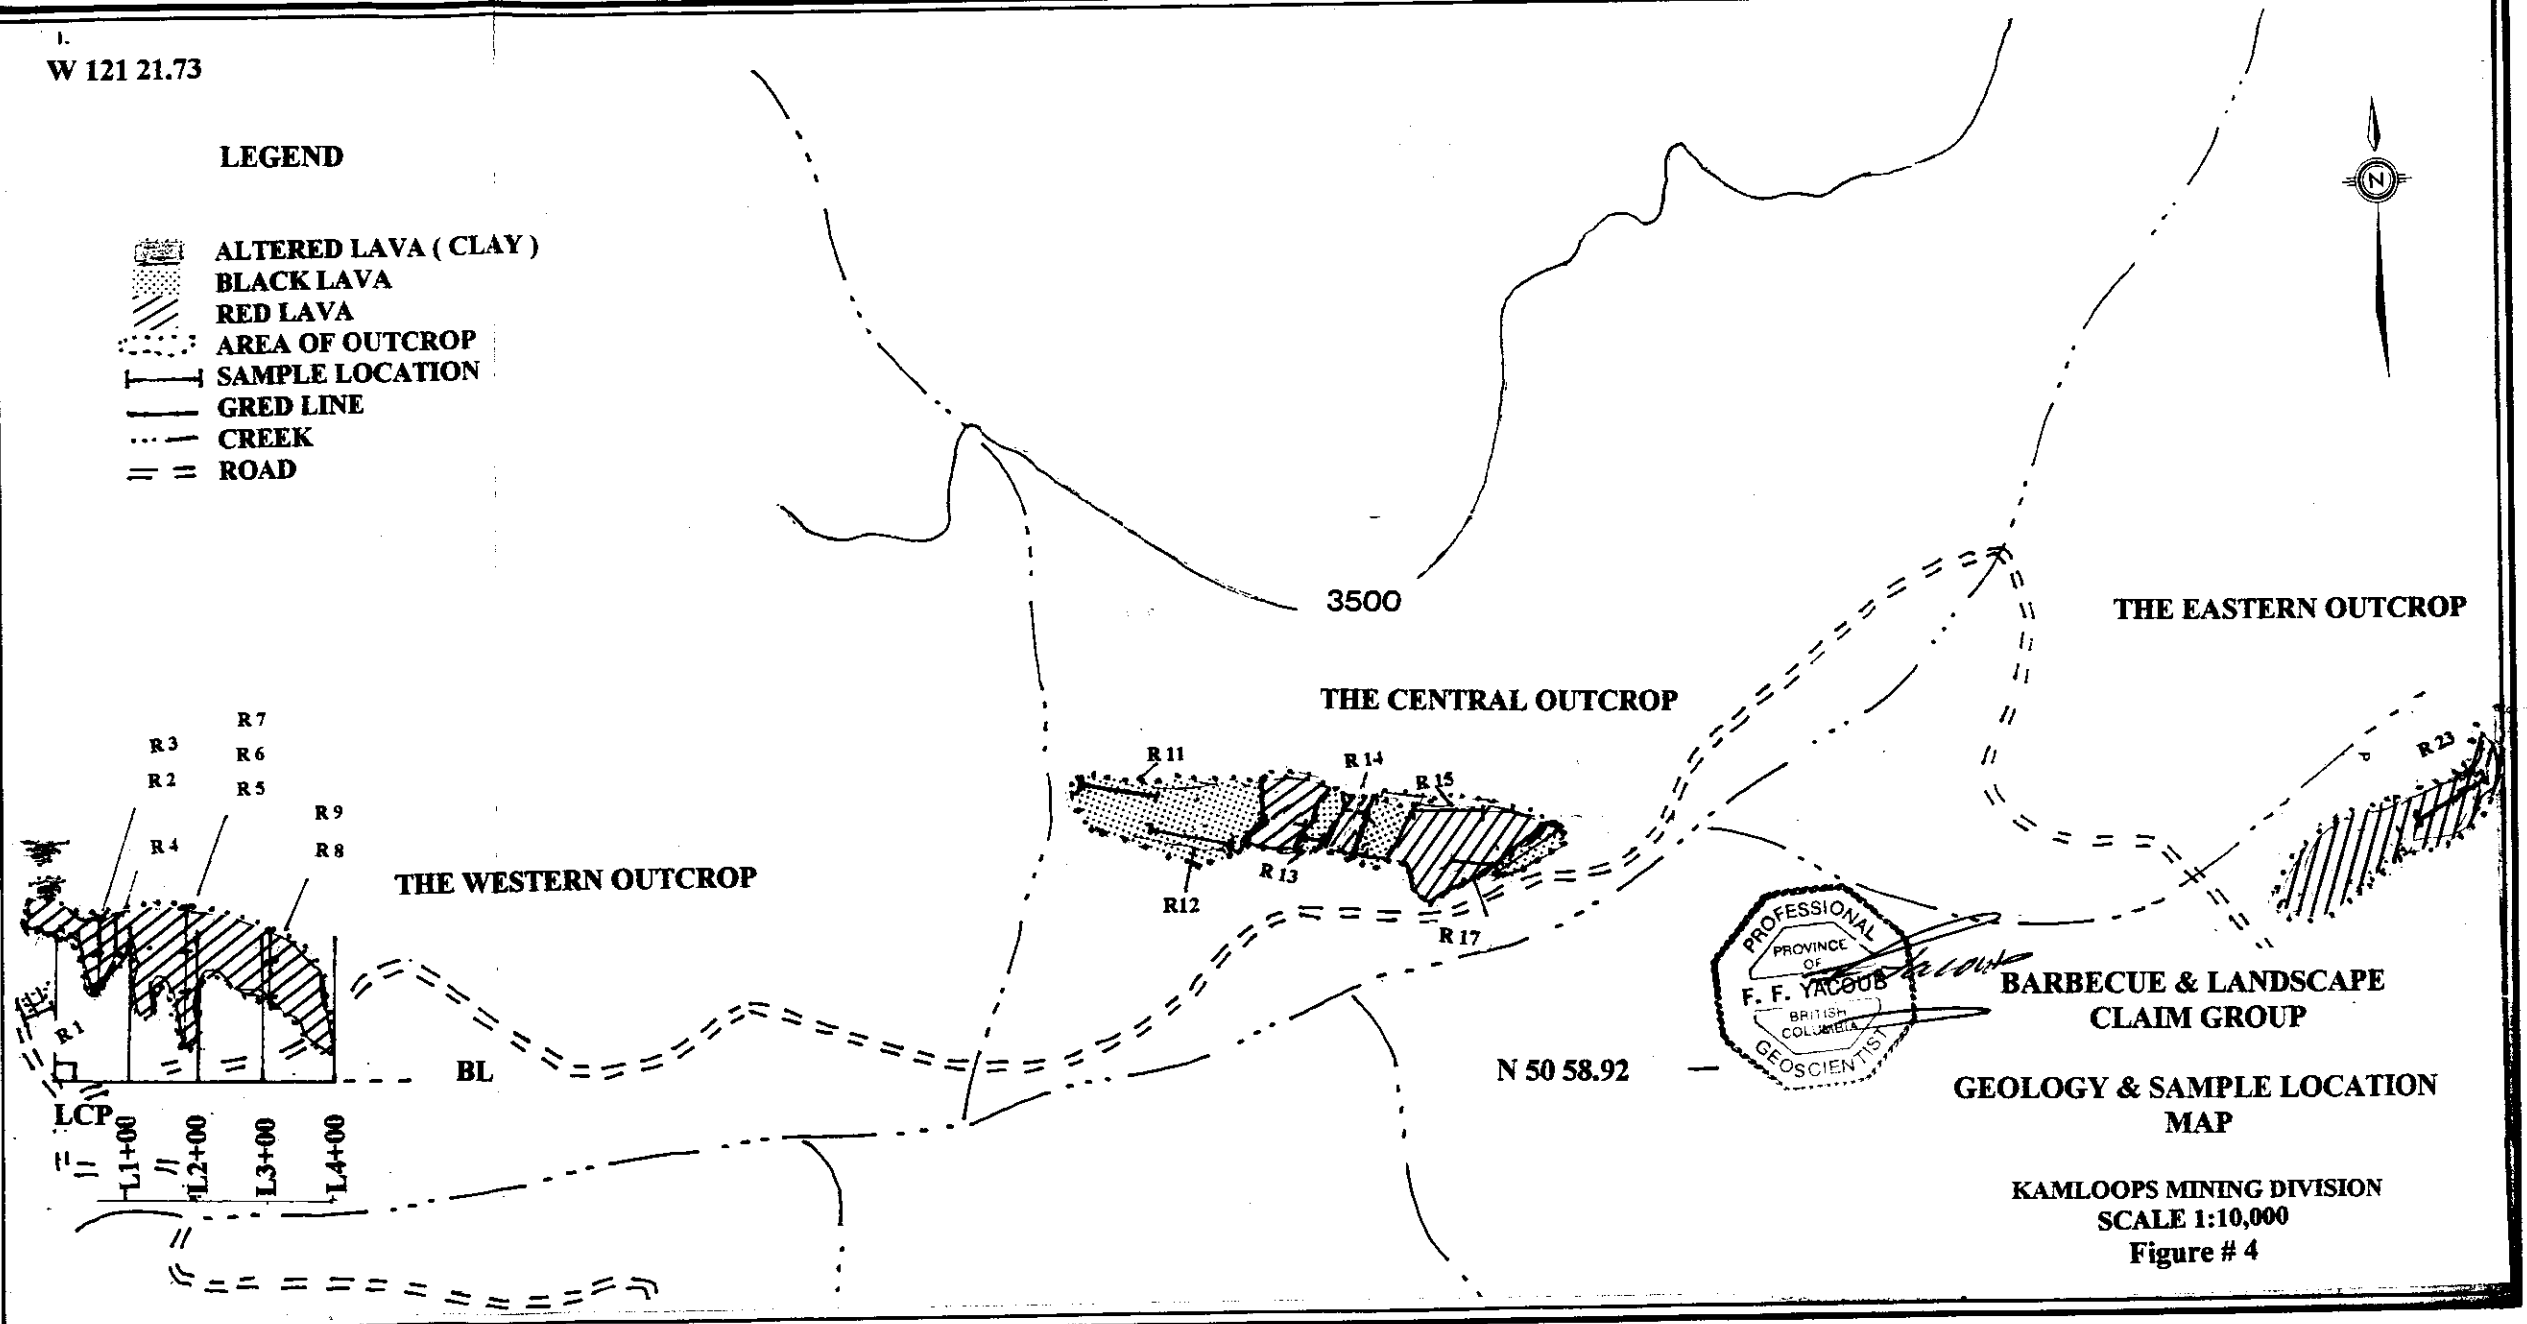 W 121 21.73
LEGEND
ALTERED LAVA ( CLAY )
BLACK LAVA
RED LAVA
AREA OF OUTCROP
SAMPLE LOCATION
GRED LINE
CREEK
ROAD
N
3500
THE EASTERN OUTCROP
THE CENTRAL OUTCROP
R 7
R 3
R 6
R 2
R 5
R 9
R 4
R 8
R 11
R 14
R 15
R 23
P
THE WESTERN OUTCROP
R 13
R12
R 17
R 1
BL
LCP
L1+00
L2+00
L3+00
L4+00
N 50 58.92
PROFESSIONAL
PROVINCE
OF
F. F. YACOUB
BRITISH
COLUMBIA
GEOSCIENTIST
BARBECUE & LANDSCAPE
CLAIM GROUP
GEOLOGY & SAMPLE LOCATION
MAP
KAMLOOPS MINING DIVISION
SCALE 1:10,000
Figure # 4